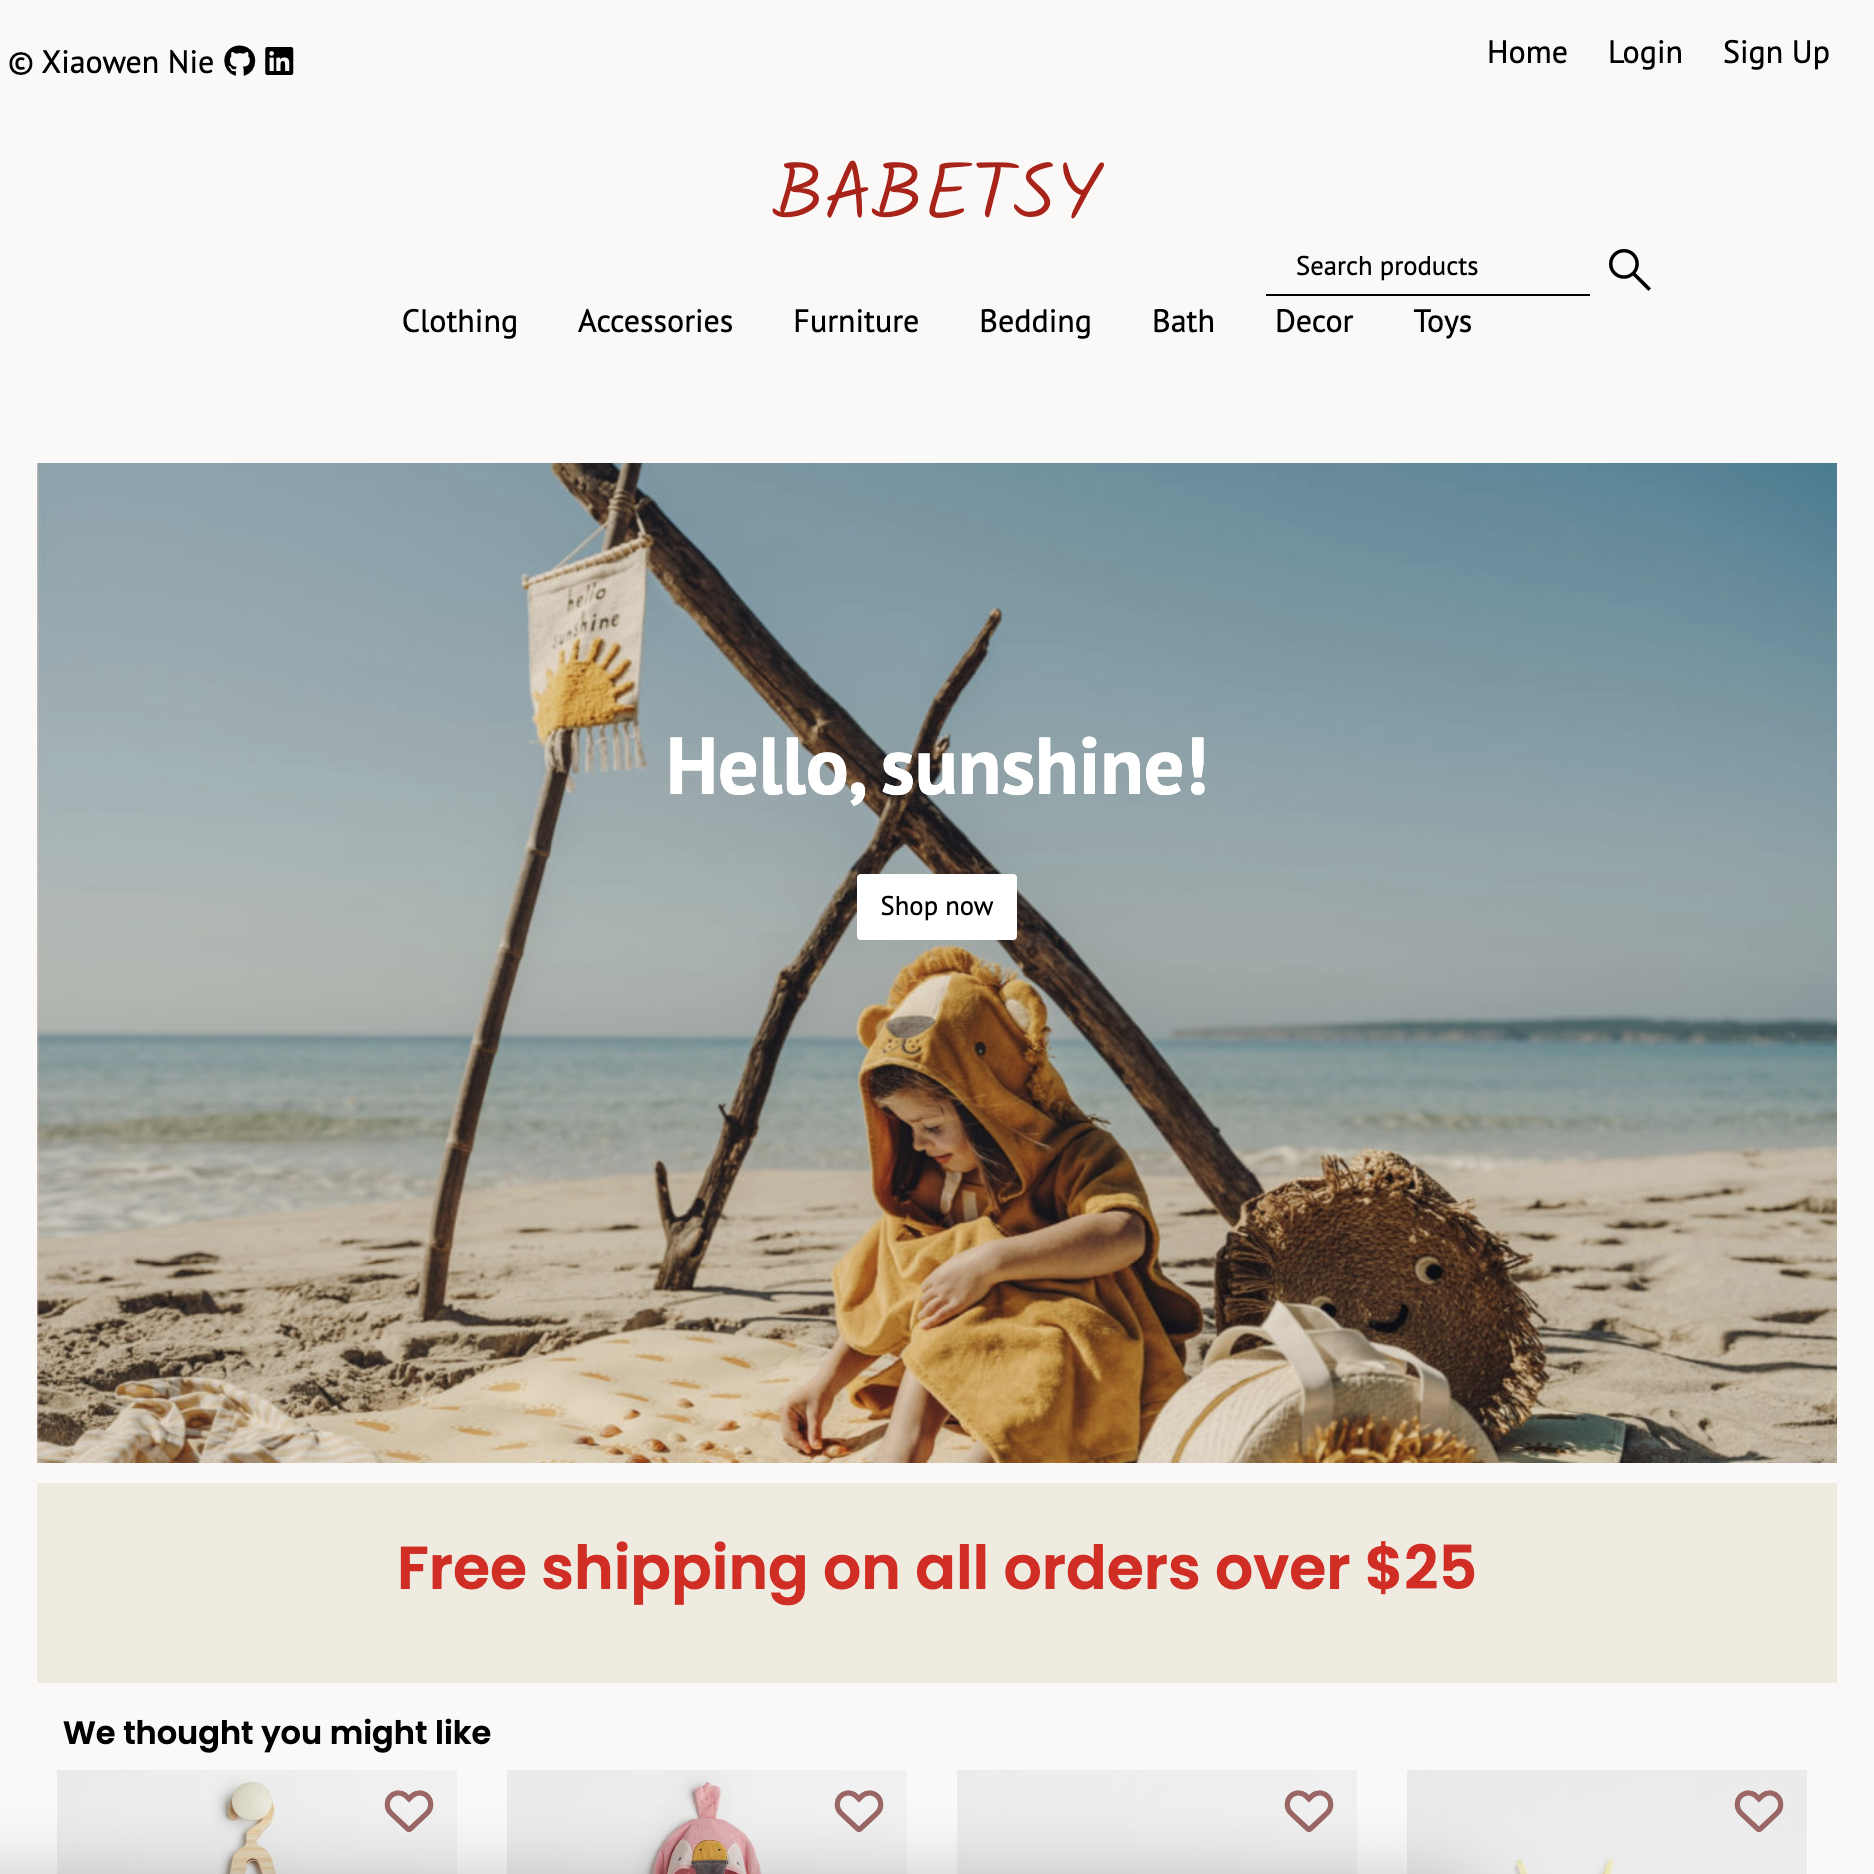 © Xiaowen Nie
Home Login Sign Up
BABETSY
Search products
Clothing Accessories Furniture Bedding Bath Decor Toys
hello
sunshine
Hello, sunshine!
Shop now
Free shipping on all orders over $25
We thought you might like